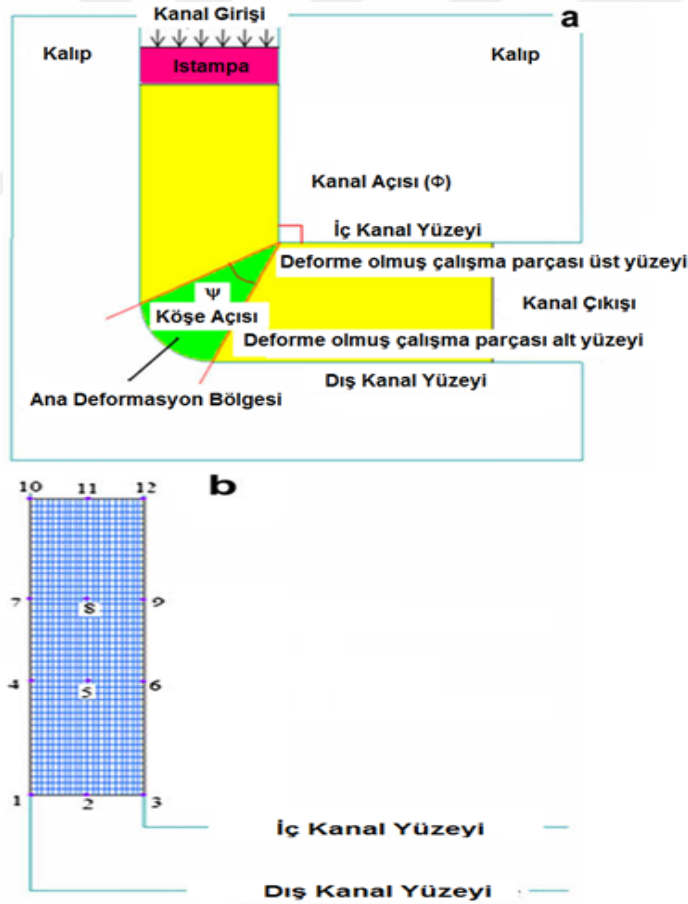 Kanal Girişi
a
Kalıp
Kalıp
Istampa
Kanal Açısı (Φ)
İç Kanal Yüzeyi
Deforme olmuş çalışma parçası üst yüzeyi
Ψ
Köşe Açısı
Kanal Çıkışı
Deforme olmuş çalışma parçası alt yüzeyi
Dış Kanal Yüzeyi
Ana Deformasyon Bölgesi
b
10 11 12
7 8 9
4 5 6
1 2 3
İç Kanal Yüzeyi
Dış Kanal Yüzeyi